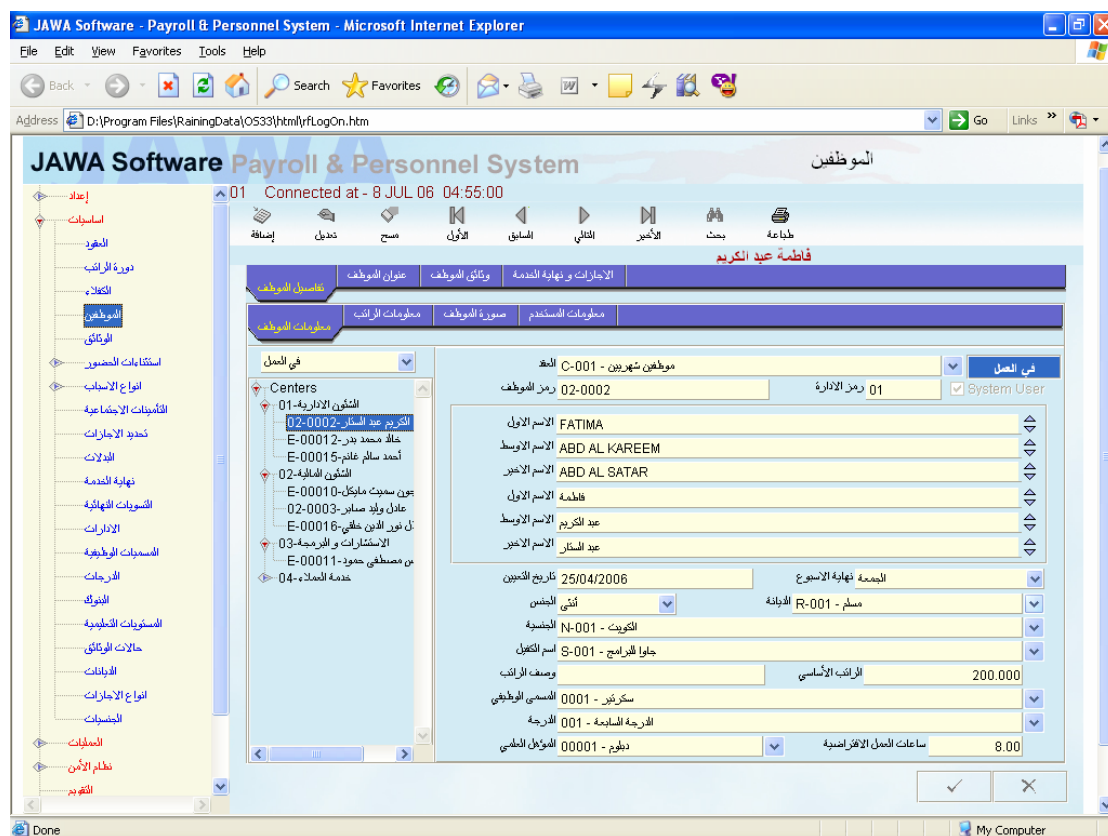 JAWA Software - Payroll & Personnel System - Microsoft Internet Explorer
File Edit View Favorites Tools Help
Back Search Favorites
Address D:\Program Files\RainingData\OS33\html\rfLogOn.htm Go Links »
JAWA Software Payroll & Personnel System الموظفين
01 Connected at - 8 JUL 06 04:55:00
إضافة تعديل مسح الأول السابق التالي الأخير بحث طباعة
فاطمة عبد الكريم
تفاصيل الموظف عنوان الموظف وثائق الموظف الاجازات و نهاية الخدمة
معلومات الموظف معلومات الراتب صورة الموظف معلومات المستخدم
إعداد
اساسيات
العقود
دورة الراتب
الكفلاء
الموظفين
الوثائق
استثناءات الحضور
انواع الاسباب
التأمينات الاجتماعية
تحديد الاجازات
البدلات
نهاية الخدمة
التسويات النهائية
الادارات
المسميات الوظيفية
الدرجات
البنوك
المستويات التعليمية
حالات الوثائق
الديانات
انواع الاجازات
الجنسيات
العمليات
نظام الأمن
التقويم
في العمل
Centers
01-الشئون الادارية
02-0002-الكريم عبد الستار
E-00012-خالد محمد بدر
E-00015-أحمد سالم غانم
02-الشئون المالية
E-00010-جون سميث مايكل
02-0003-عادل وليد صابر
E-00016-ل نور الدين خلقي
03-الاستشارات و البرمجة
E-00011-س مصطفى حمود
04-خدمة العملاء
العقد C-001 - موظفين شهريين في العمل
رمز الموظف 02-0002 رمز الادارة 01 System User
الاسم الاول FATIMA
الاسم الاوسط ABD AL KAREEM
الاسم الاخير ABD AL SATAR
الاسم الاول فاطمة
الاسم الاوسط عبد الكريم
الاسم الاخير عبد الستار
تاريخ التعيين 25/04/2006 نهاية الاسبوع الجمعة
الجنس أنثى الديانة R-001 - مسلم
الجنسية N-001 - الكويت
اسم الكفيل S-001 - جاوا للبرامج
وصف الراتب الراتب الأساسي 200.000
المسمى الوظيفي 0001 - سكرتير
الدرجة 001 - الدرجة السابعة
المؤهل العلمي 00001 - دبلوم ساعات العمل الافتراضية 8.00
Done My Computer